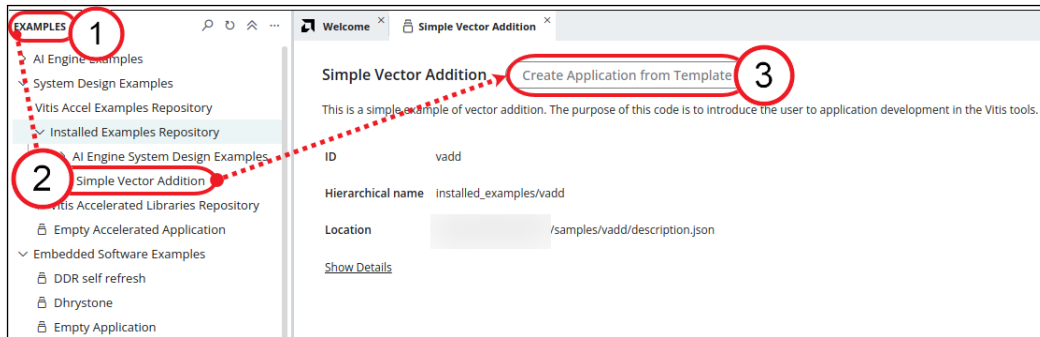 EXAMPLES
1
AI Engine Examples
System Design Examples
Vitis Accel Examples Repository
Installed Examples Repository
AI Engine System Design Examples
2
Simple Vector Addition
Vitis Accelerated Libraries Repository
Empty Accelerated Application
Embedded Software Examples
DDR self refresh
Dhrystone
Empty Application
Welcome
Simple Vector Addition
Simple Vector Addition
Create Application from Template
3
This is a simple example of vector addition. The purpose of this code is to introduce the user to application development in the Vitis tools.
ID vadd
Hierarchical name installed_examples/vadd
Location /samples/vadd/description.json
Show Details